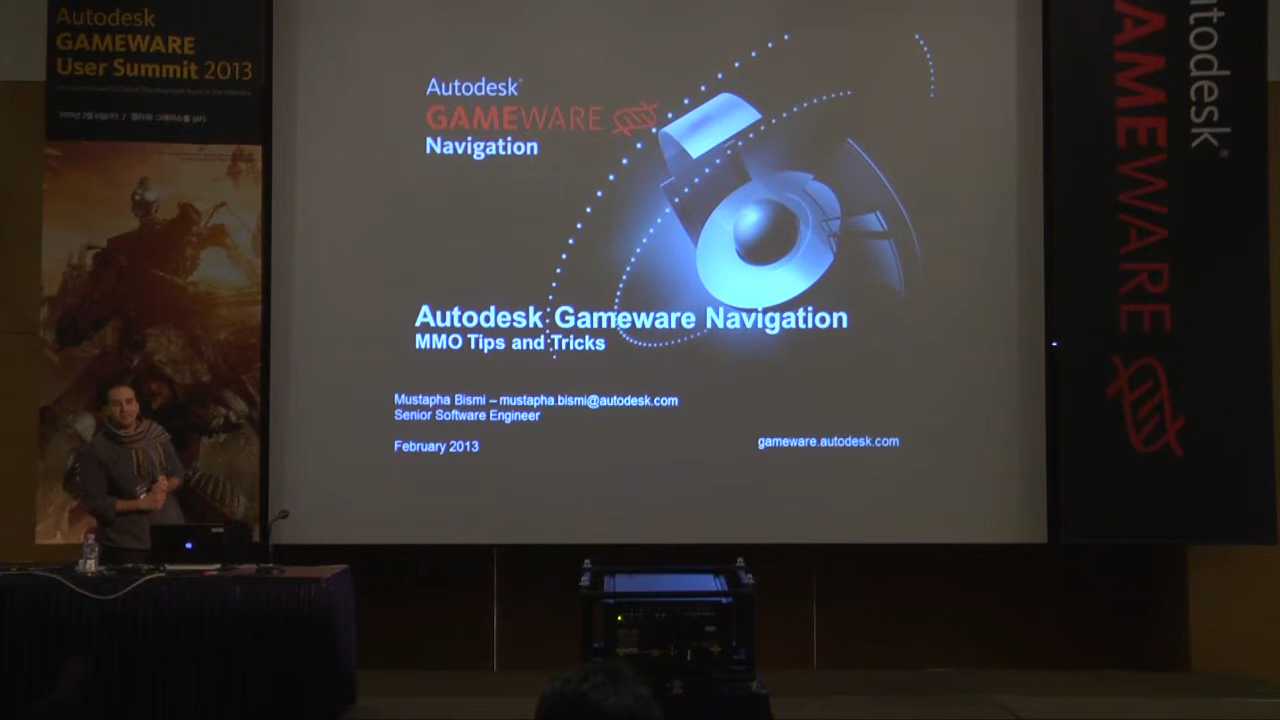 Autodesk
GAMEWARE
User Summit 2013
Autodesk®
GAMEWARE
Navigation
Autodesk Gameware Navigation
MMO Tips and Tricks
Mustapha Bismi – mustapha.bismi@autodesk.com
Senior Software Engineer
February 2013
gameware.autodesk.com
Autodesk®
GAMEWARE